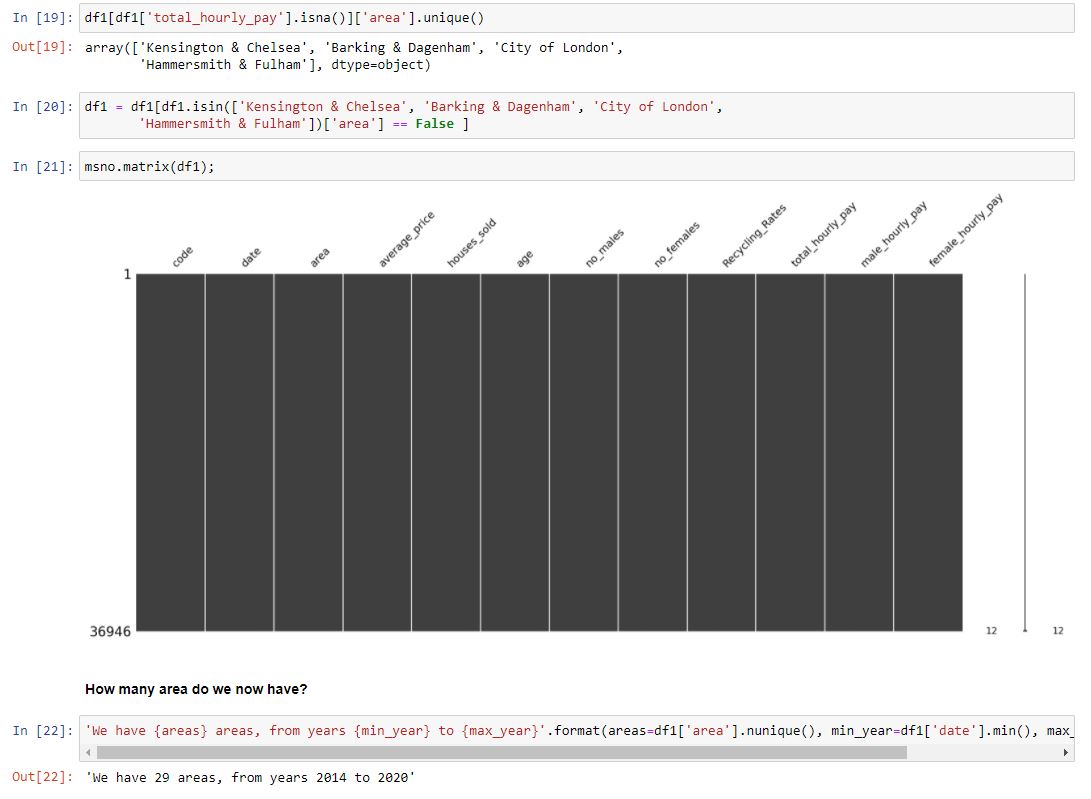 In [19]: df1[df1['total_hourly_pay'].isna()]['area'].unique()
Out[19]: array(['Kensington & Chelsea', 'Barking & Dagenham', 'City of London',
'Hammersmith & Fulham'], dtype=object)
In [20]: df1 = df1[df1.isin(['Kensington & Chelsea', 'Barking & Dagenham', 'City of London',
'Hammersmith & Fulham'])['area'] == False ]
In [21]: msno.matrix(df1);
code date area average_price houses_sold age no_males no_females Recycling_Rates total_hourly_pay male_hourly_pay female_hourly_pay
1
36946 12 12
How many area do we now have?
In [22]: 'We have {areas} areas, from years {min_year} to {max_year}'.format(areas=df1['area'].nunique(), min_year=df1['date'].min(), max_
Out[22]: 'We have 29 areas, from years 2014 to 2020'